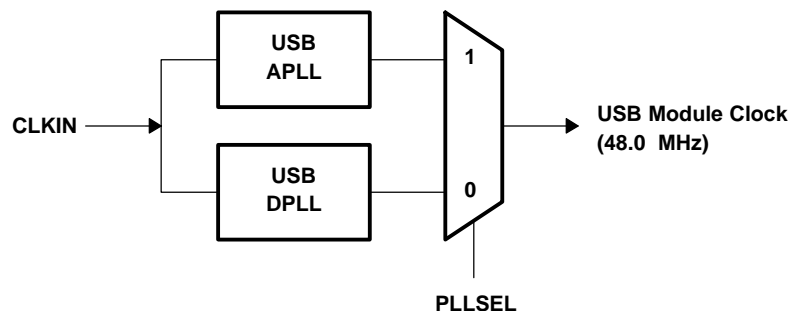 USB
APLL
1
CLKIN
USB Module Clock
(48.0 MHz)
USB
DPLL
0
PLLSEL